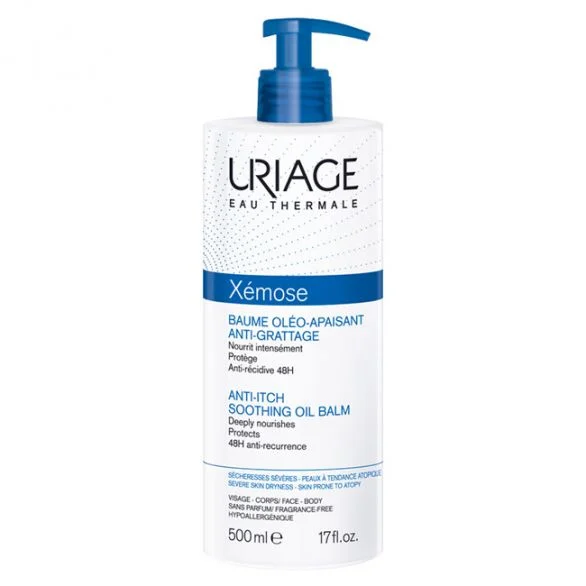 URIAGE
EAU THERMALE
Xémose
BAUME OLÉO-APAISANT
ANTI-GRATTAGE
Nourrit intensément
Protège
Anti-récidive 48H
ANTI-ITCH
SOOTHING OIL BALM
Deeply nourishes
Protects
48H anti-recurrence
SÉCHERESSES SÉVÈRES - PEAUX À TENDANCE ATOPIQUE
SEVERE SKIN DRYNESS - SKIN PRONE TO ATOPY
VISAGE - CORPS/ FACE - BODY
SANS PARFUM/ FRAGRANCE-FREE
HYPOALLERGÉNIQUE
500 ml e 17fl.oz.